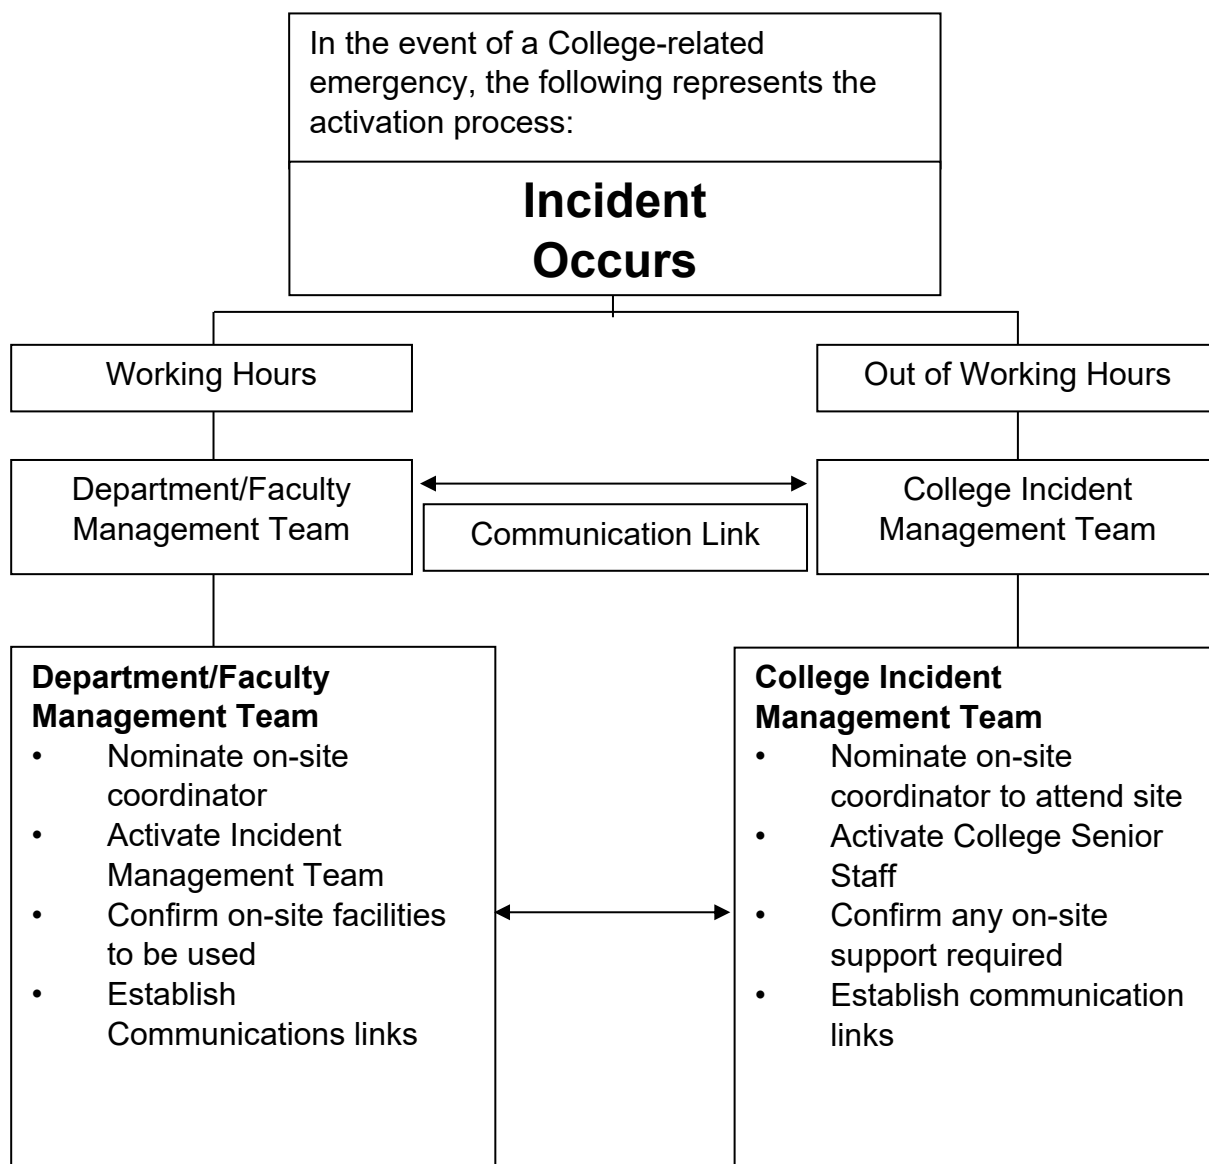 In the event of a College-related
emergency, the following represents the
activation process:
Incident
Occurs
Working Hours
Out of Working Hours
Department/Faculty
Management Team
Communication Link
College Incident
Management Team
Department/Faculty
Management Team
• Nominate on-site
coordinator
• Activate Incident
Management Team
• Confirm on-site facilities
to be used
• Establish
Communications links
College Incident
Management Team
• Nominate on-site
coordinator to attend site
• Activate College Senior
Staff
• Confirm any on-site
support required
• Establish communication
links